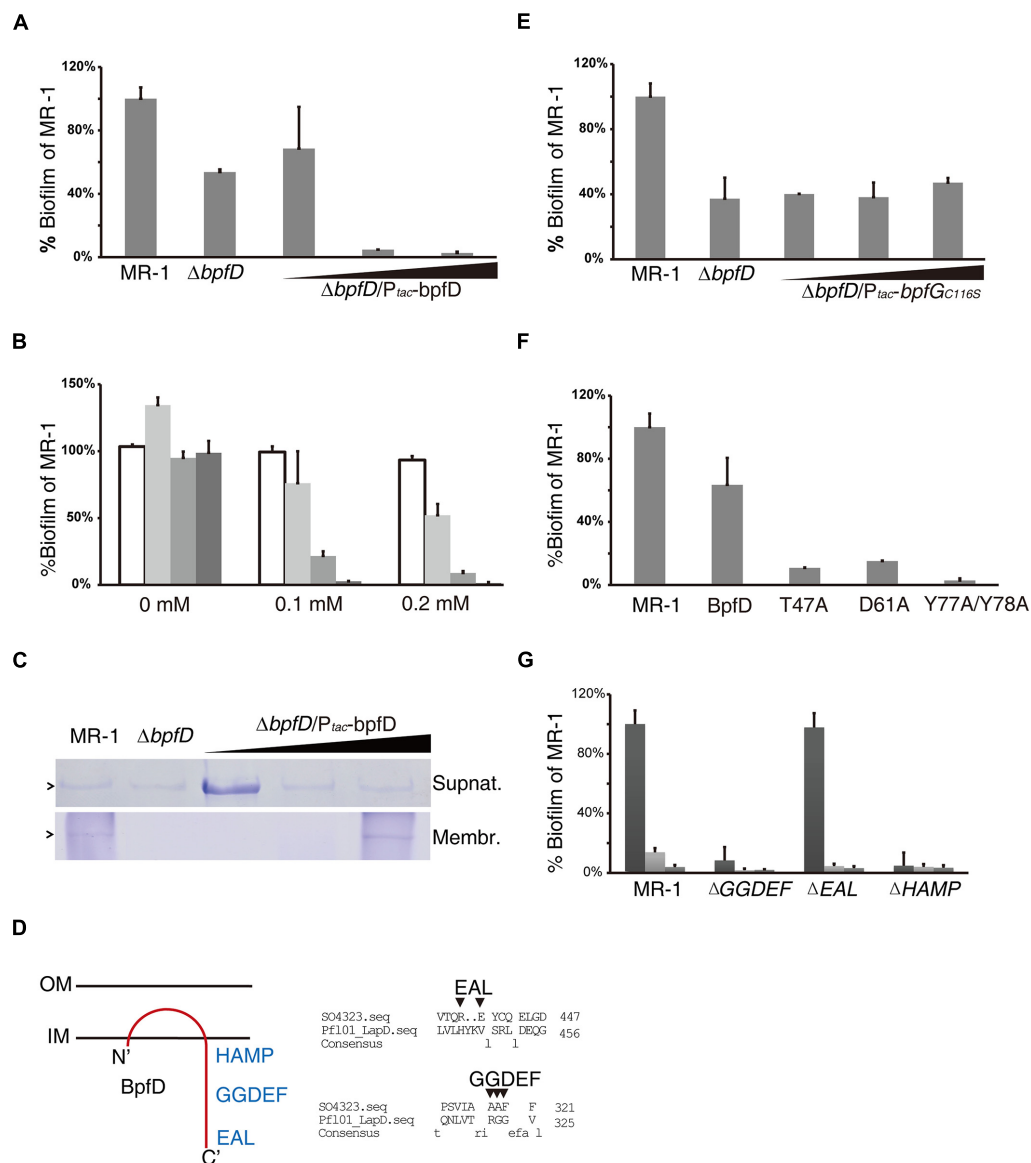 A
% Biofilm of MR-1
120%
80%
40%
0%
MR-1
ΔbpfD
ΔbpfD/Ptac-bpfD
B
%Biofilm of MR-1
150%
100%
50%
0%
0 mM
0.1 mM
0.2 mM
C
MR-1
ΔbpfD
ΔbpfD/Ptac-bpfD
> Supnat.
> Membr.
D
OM
IM
N'
BpfD
HAMP
GGDEF
EAL
C'
EAL
SO4323.seq VTQR..E YCQ ELGD 447
Pfl01_LapD.seq LVLHYKV SRL DEQG 456
Consensus l l
GGDEF
SO4323.seq PSVIA AAF F 321
Pfl01_LapD.seq QNLVT RGG V 325
Consensus t ri efa l
E
% Biofilm of MR-1
120%
80%
40%
0%
MR-1
ΔbpfD
ΔbpfD/Ptac-bpfGC116S
F
%Biofim of MR-1
120%
80%
40%
0%
MR-1
BpfD
T47A
D61A
Y77A/Y78A
G
% Biofilm of MR-1
120%
80%
40%
0%
MR-1
ΔGGDEF
ΔEAL
ΔHAMP